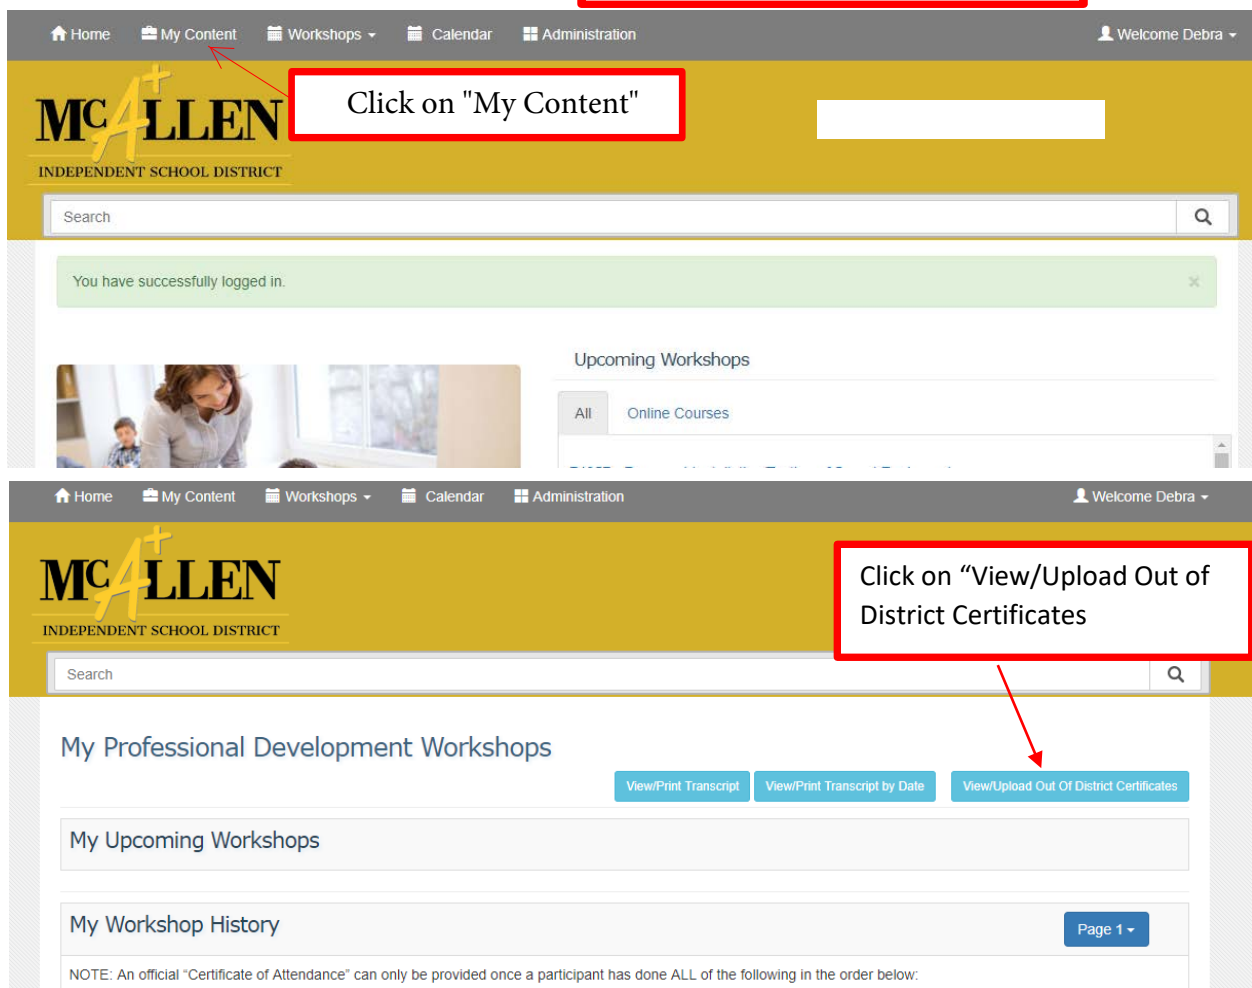 Home My Content Workshops Calendar Administration Welcome Debra
Click on "My Content"
MCALLEN
A+
INDEPENDENT SCHOOL DISTRICT
Search
You have successfully logged in. ×
Upcoming Workshops
All Online Courses
Home My Content Workshops Calendar Administration Welcome Debra
MCALLEN
A+
INDEPENDENT SCHOOL DISTRICT
Click on “View/Upload Out of
District Certificates
Search
My Professional Development Workshops
View/Print Transcript View/Print Transcript by Date View/Upload Out Of District Certificates
My Upcoming Workshops
My Workshop History
Page 1
NOTE: An official “Certificate of Attendance” can only be provided once a participant has done ALL of the following in the order below: